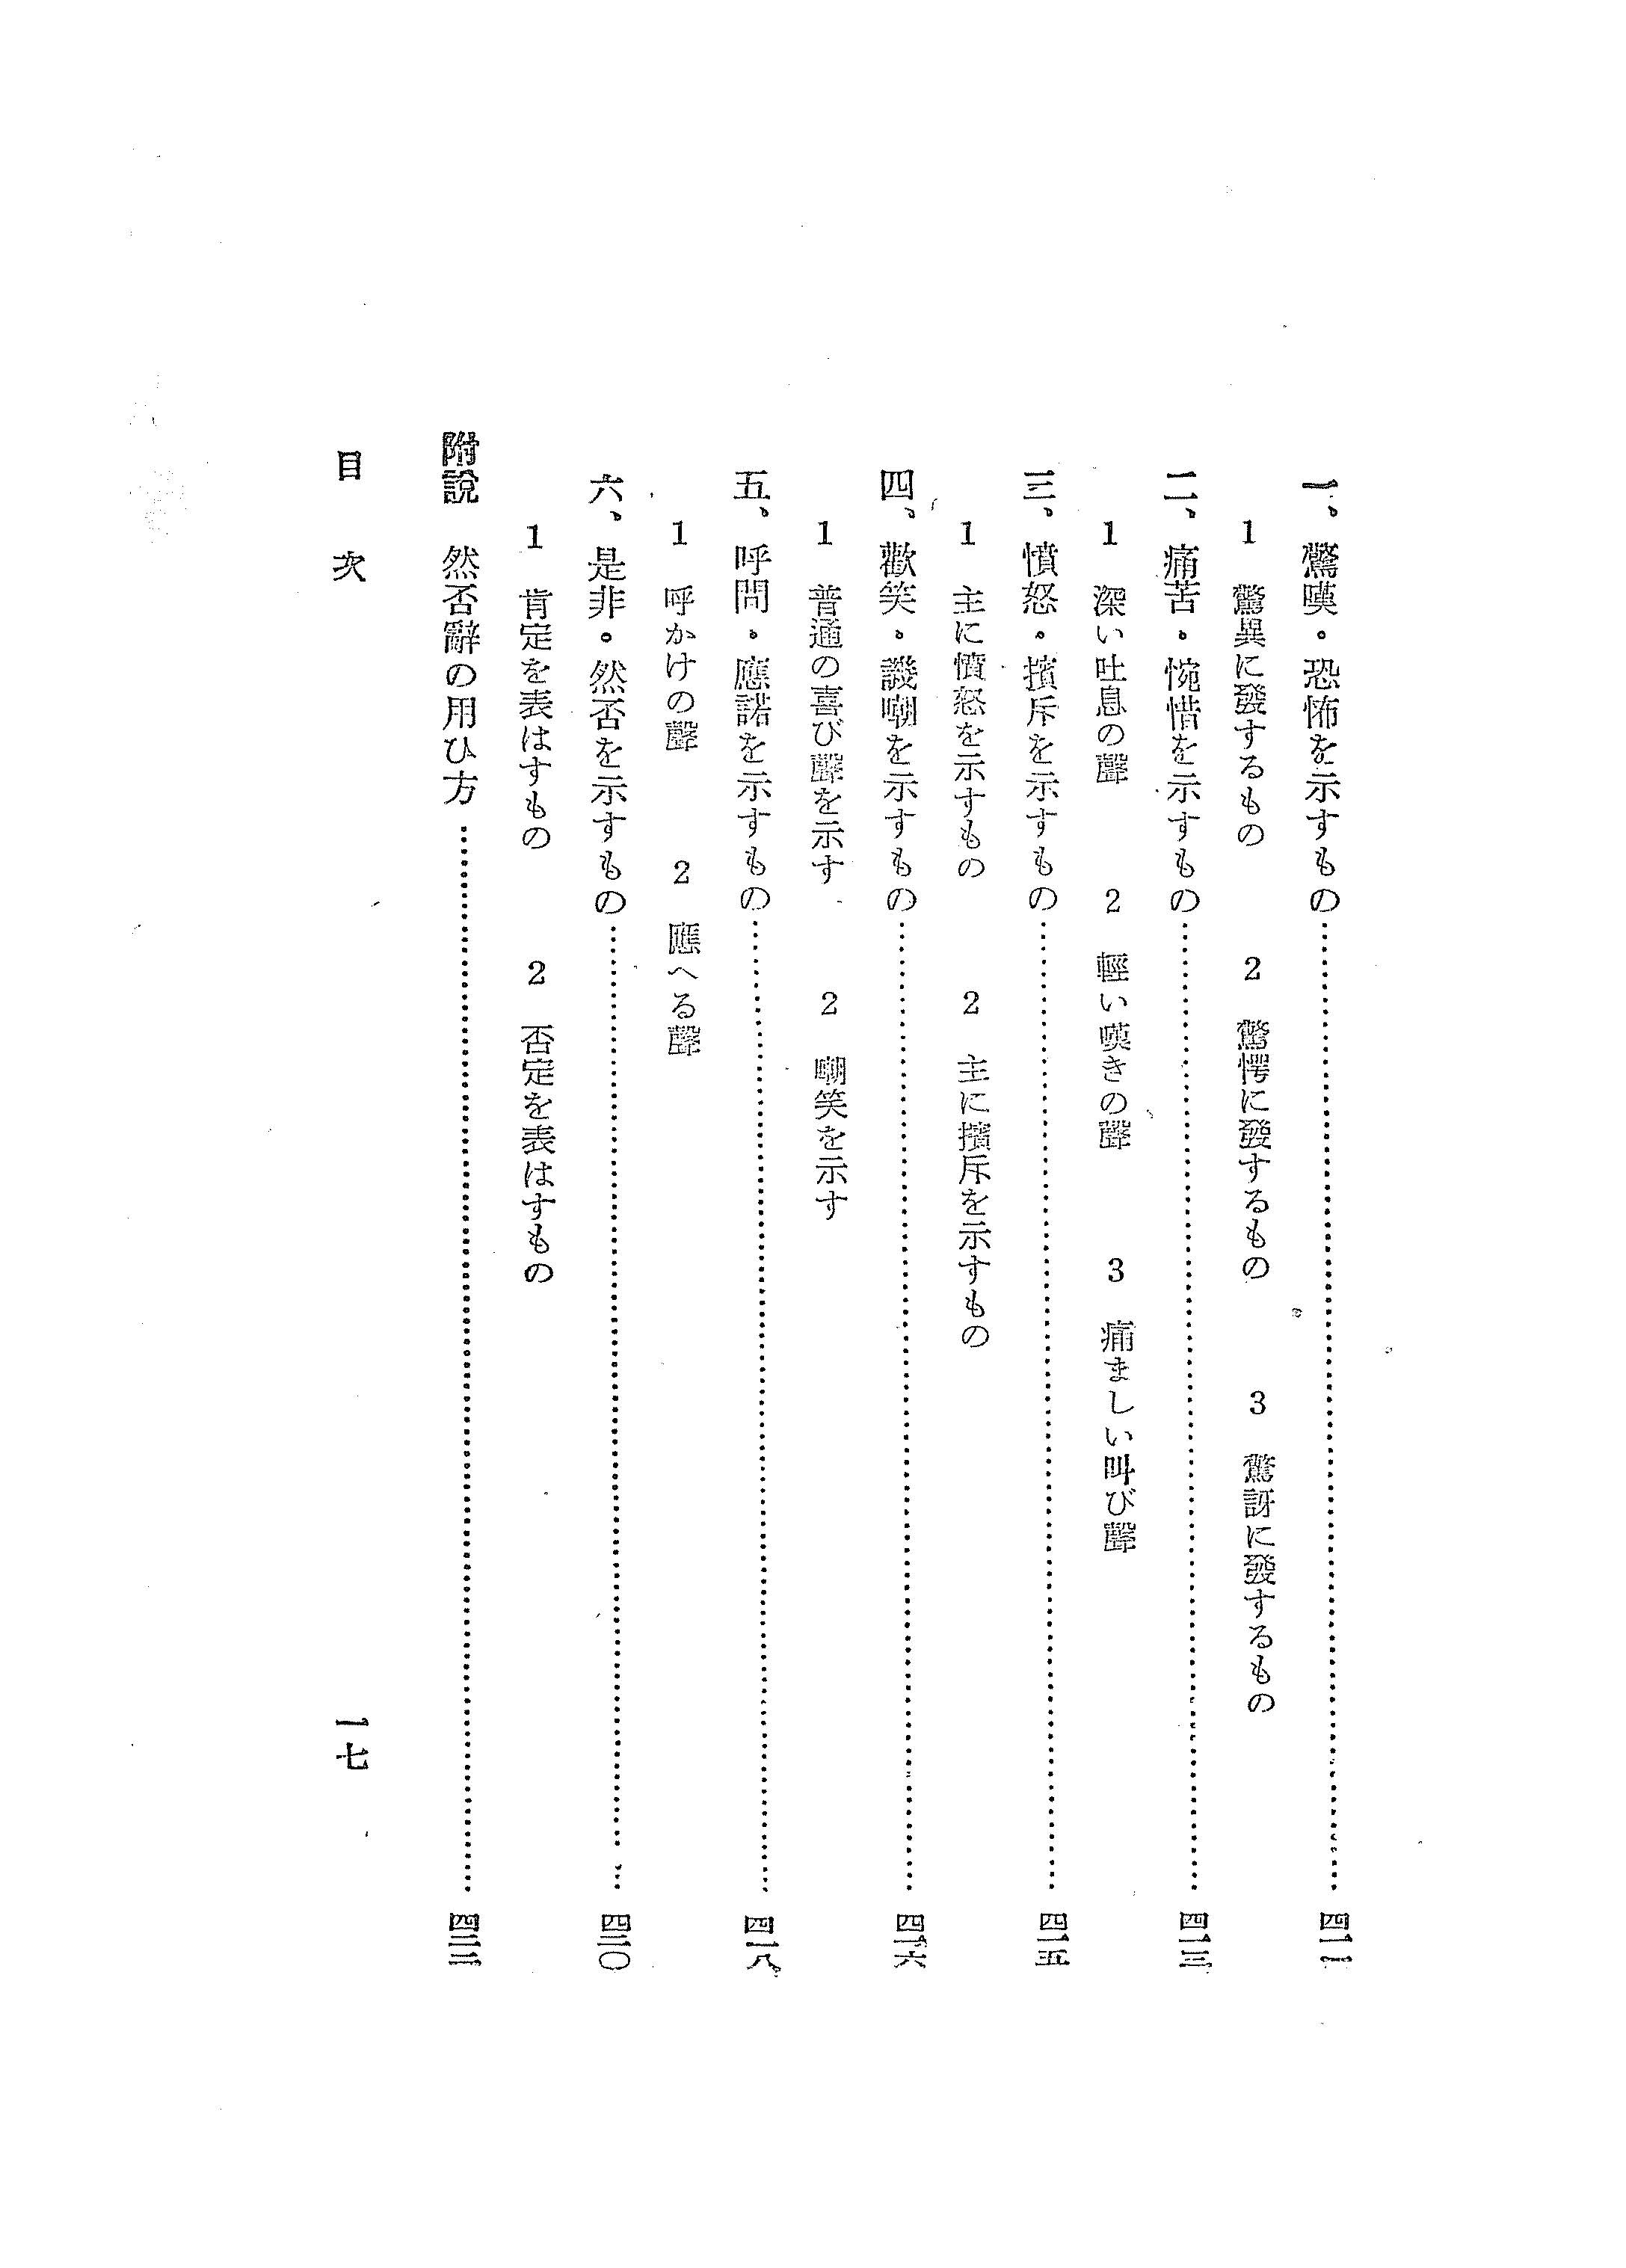 一、驚嘆・恐怖を示すもの……四一一
1 驚異に發するもの 2 驚愕に發するもの 3 驚訝に發するもの
二、痛苦・惋惜を示すもの……四一三
1 深い吐息の聲 2 輕い嘆きの聲 3 痛ましい叫び聲
三、憤怒・擯斥を示すもの……四一五
1 主に憤怒を示すもの 2 主に擯斥を示すもの
四、歡笑・譏嘲を示すもの……四一六
1 普通の喜び聲を示す 2 嘲笑を示す
五、呼問・應諾を示すもの……四一八
1 呼かけの聲 2 應へる聲
六、是非・然否を示すもの……四二〇
1 肯定を表はすもの 2 否定を表はすもの
附說 然否辭の用ひ方……四二二
目次 一七